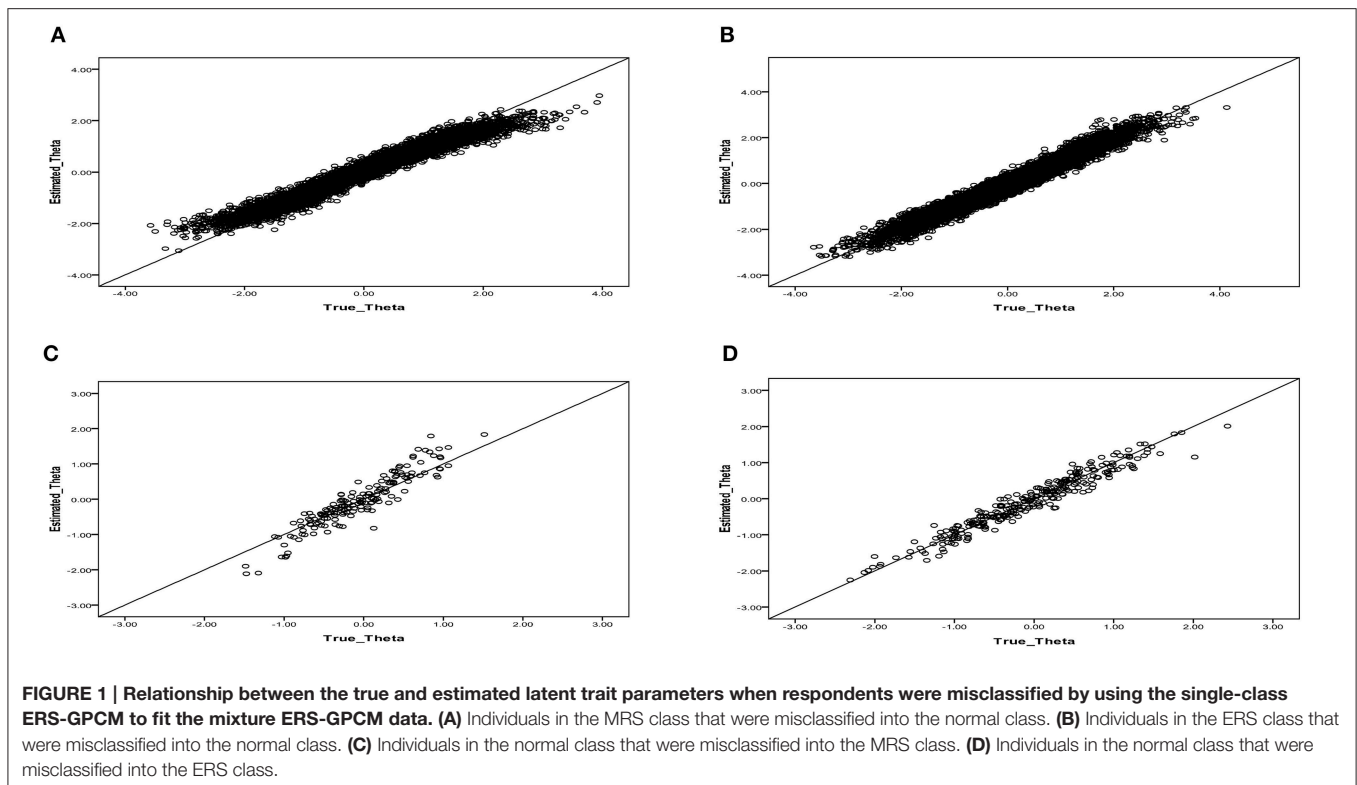 A
4.00
2.00
0.00
-2.00
-4.00
Estimated_Theta
-4.00 -2.00 0.00 2.00 4.00
True_Theta
B
4.00
2.00
0.00
-2.00
-4.00
Estimated_Theta
-4.00 -2.00 0.00 2.00 4.00
True_Theta
C
3.00
2.00
1.00
0.00
-1.00
-2.00
-3.00
Estimated_Theta
-3.00 -2.00 -1.00 0.00 1.00 2.00 3.00
True_Theta
D
3.00
2.00
1.00
0.00
-1.00
-2.00
-3.00
Estimated_Theta
-3.00 -2.00 -1.00 0.00 1.00 2.00 3.00
True_Theta
FIGURE 1 | Relationship between the true and estimated latent trait parameters when respondents were misclassified by using the single-class
ERS-GPCM to fit the mixture ERS-GPCM data. (A) Individuals in the MRS class that were misclassified into the normal class. (B) Individuals in the ERS class that
were misclassified into the normal class. (C) Individuals in the normal class that were misclassified into the MRS class. (D) Individuals in the normal class that were
misclassified into the ERS class.